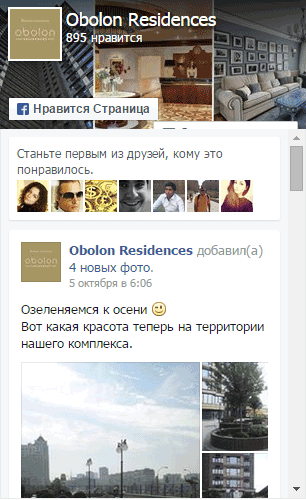 Obolon Residences
895 нравится
obolon
Нравится Страница
Станьте первым из друзей, кому это
понравилось.
obolon
Obolon Residences добавил(а)
4 новых фото.
5 октября в 6:06
Озеленяемся к осени
Вот какая красота теперь на территории
нашего комплекса.